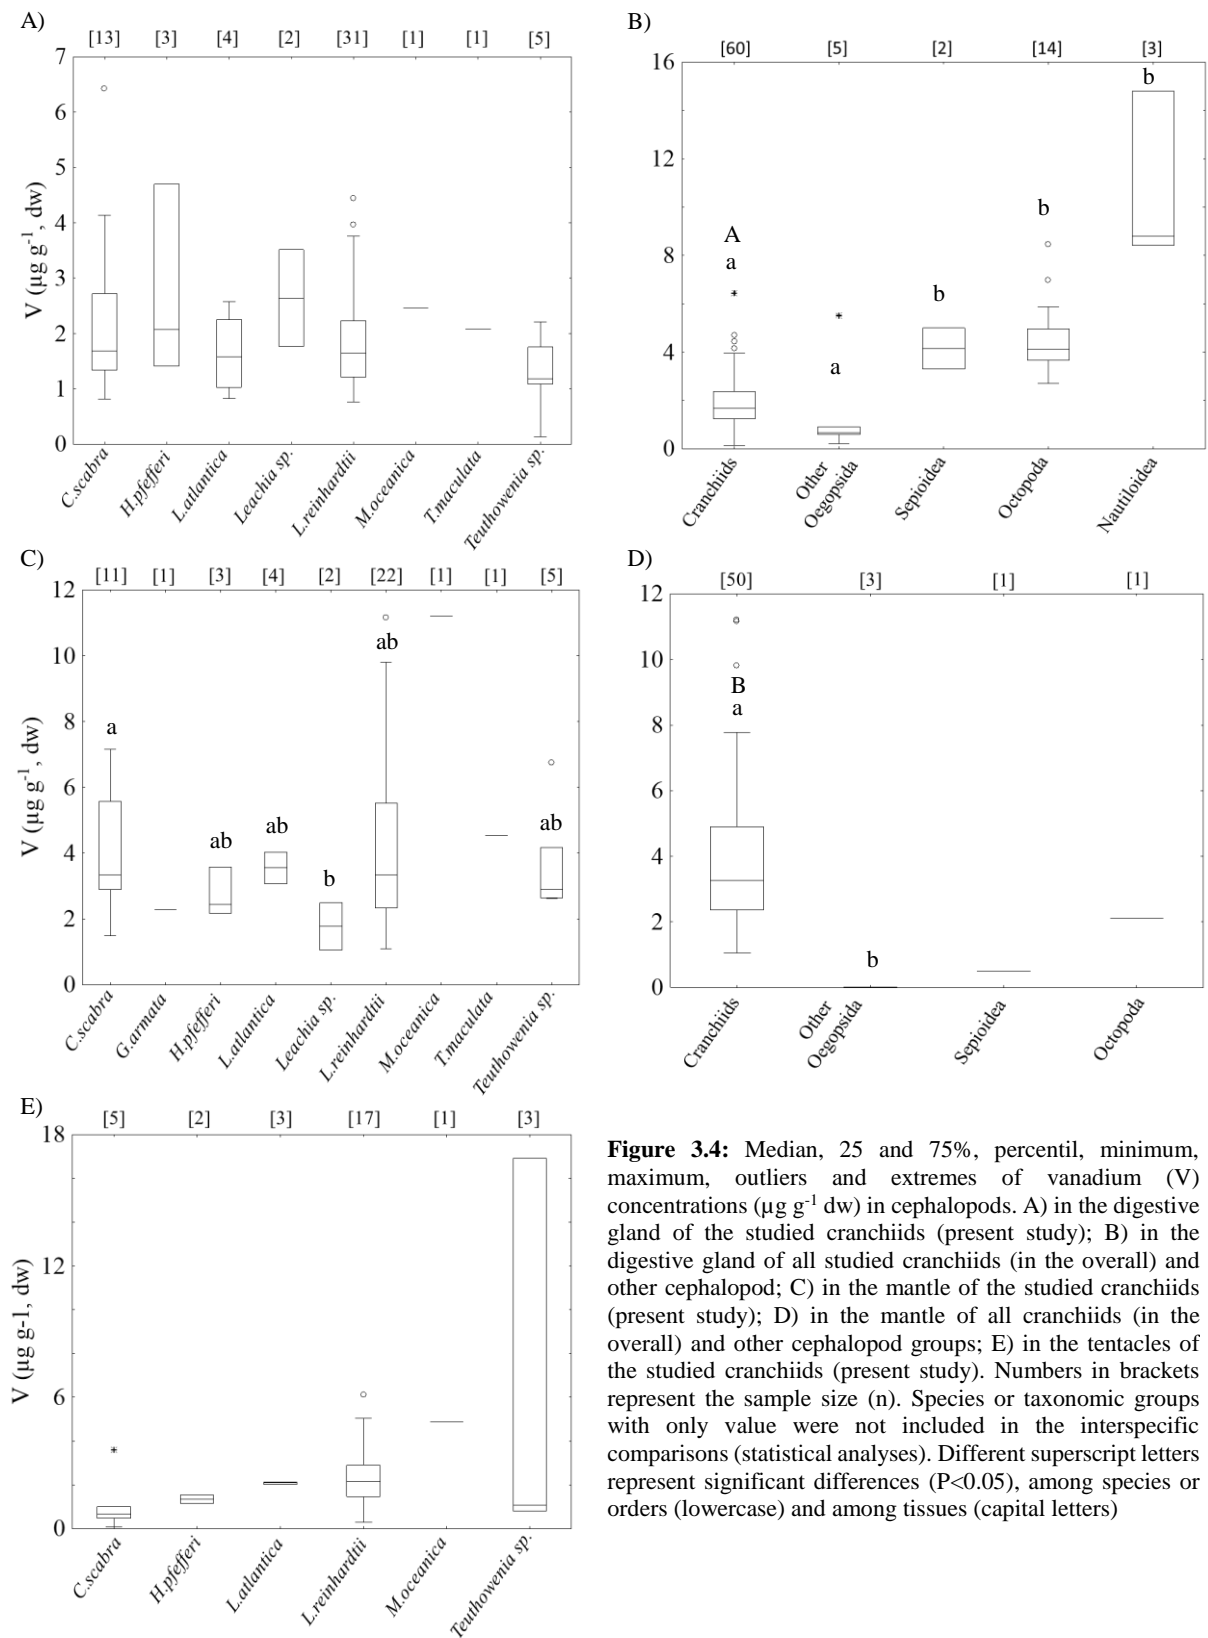 A)
[13] [3] [4] [2] [31] [1] [1] [5]
7
6
5
4
3
2
1
0
V (µg g-1, dw)
C.scabra H.pfefferi L.atlantica Leachia sp. L.reinhardtii M.oceanica T.maculata Teuthowenia sp.
B)
[60] [5] [2] [14] [3]
16
12
8
4
0
A
a
a
b
b
b
Cranchiids Other Oegopsida Sepioidea Octopoda Nautiloidea
C)
[11] [1] [3] [4] [2] [22] [1] [1] [5]
12
10
8
6
4
2
0
V (µg g-1, dw)
a
ab
ab
b
ab
ab
C.scabra G.armata H.pfefferi L.atlantica Leachia sp. L.reinhardtii M.oceanica T.maculata Teuthowenia sp.
D)
[50] [3] [1] [1]
12
10
8
6
4
2
0
B
a
b
Cranchiids Other Oegopsida Sepioidea Octopoda
E)
[5] [2] [3] [17] [1] [3]
18
12
6
0
V (µg g-1, dw)
C.scabra H.pfefferi L.atlantica L.reinhardtii M.oceanica Teuthowenia sp.
Figure 3.4: Median, 25 and 75%, percentil, minimum,
maximum, outliers and extremes of vanadium (V)
concentrations (µg g-1 dw) in cephalopods. A) in the digestive
gland of the studied cranchiids (present study); B) in the
digestive gland of all studied cranchiids (in the overall) and
other cephalopod; C) in the mantle of the studied cranchiids
(present study); D) in the mantle of all cranchiids (in the
overall) and other cephalopod groups; E) in the tentacles of
the studied cranchiids (present study). Numbers in brackets
represent the sample size (n). Species or taxonomic groups
with only value were not included in the interspecific
comparisons (statistical analyses). Different superscript letters
represent significant differences (P<0.05), among species or
orders (lowercase) and among tissues (capital letters)